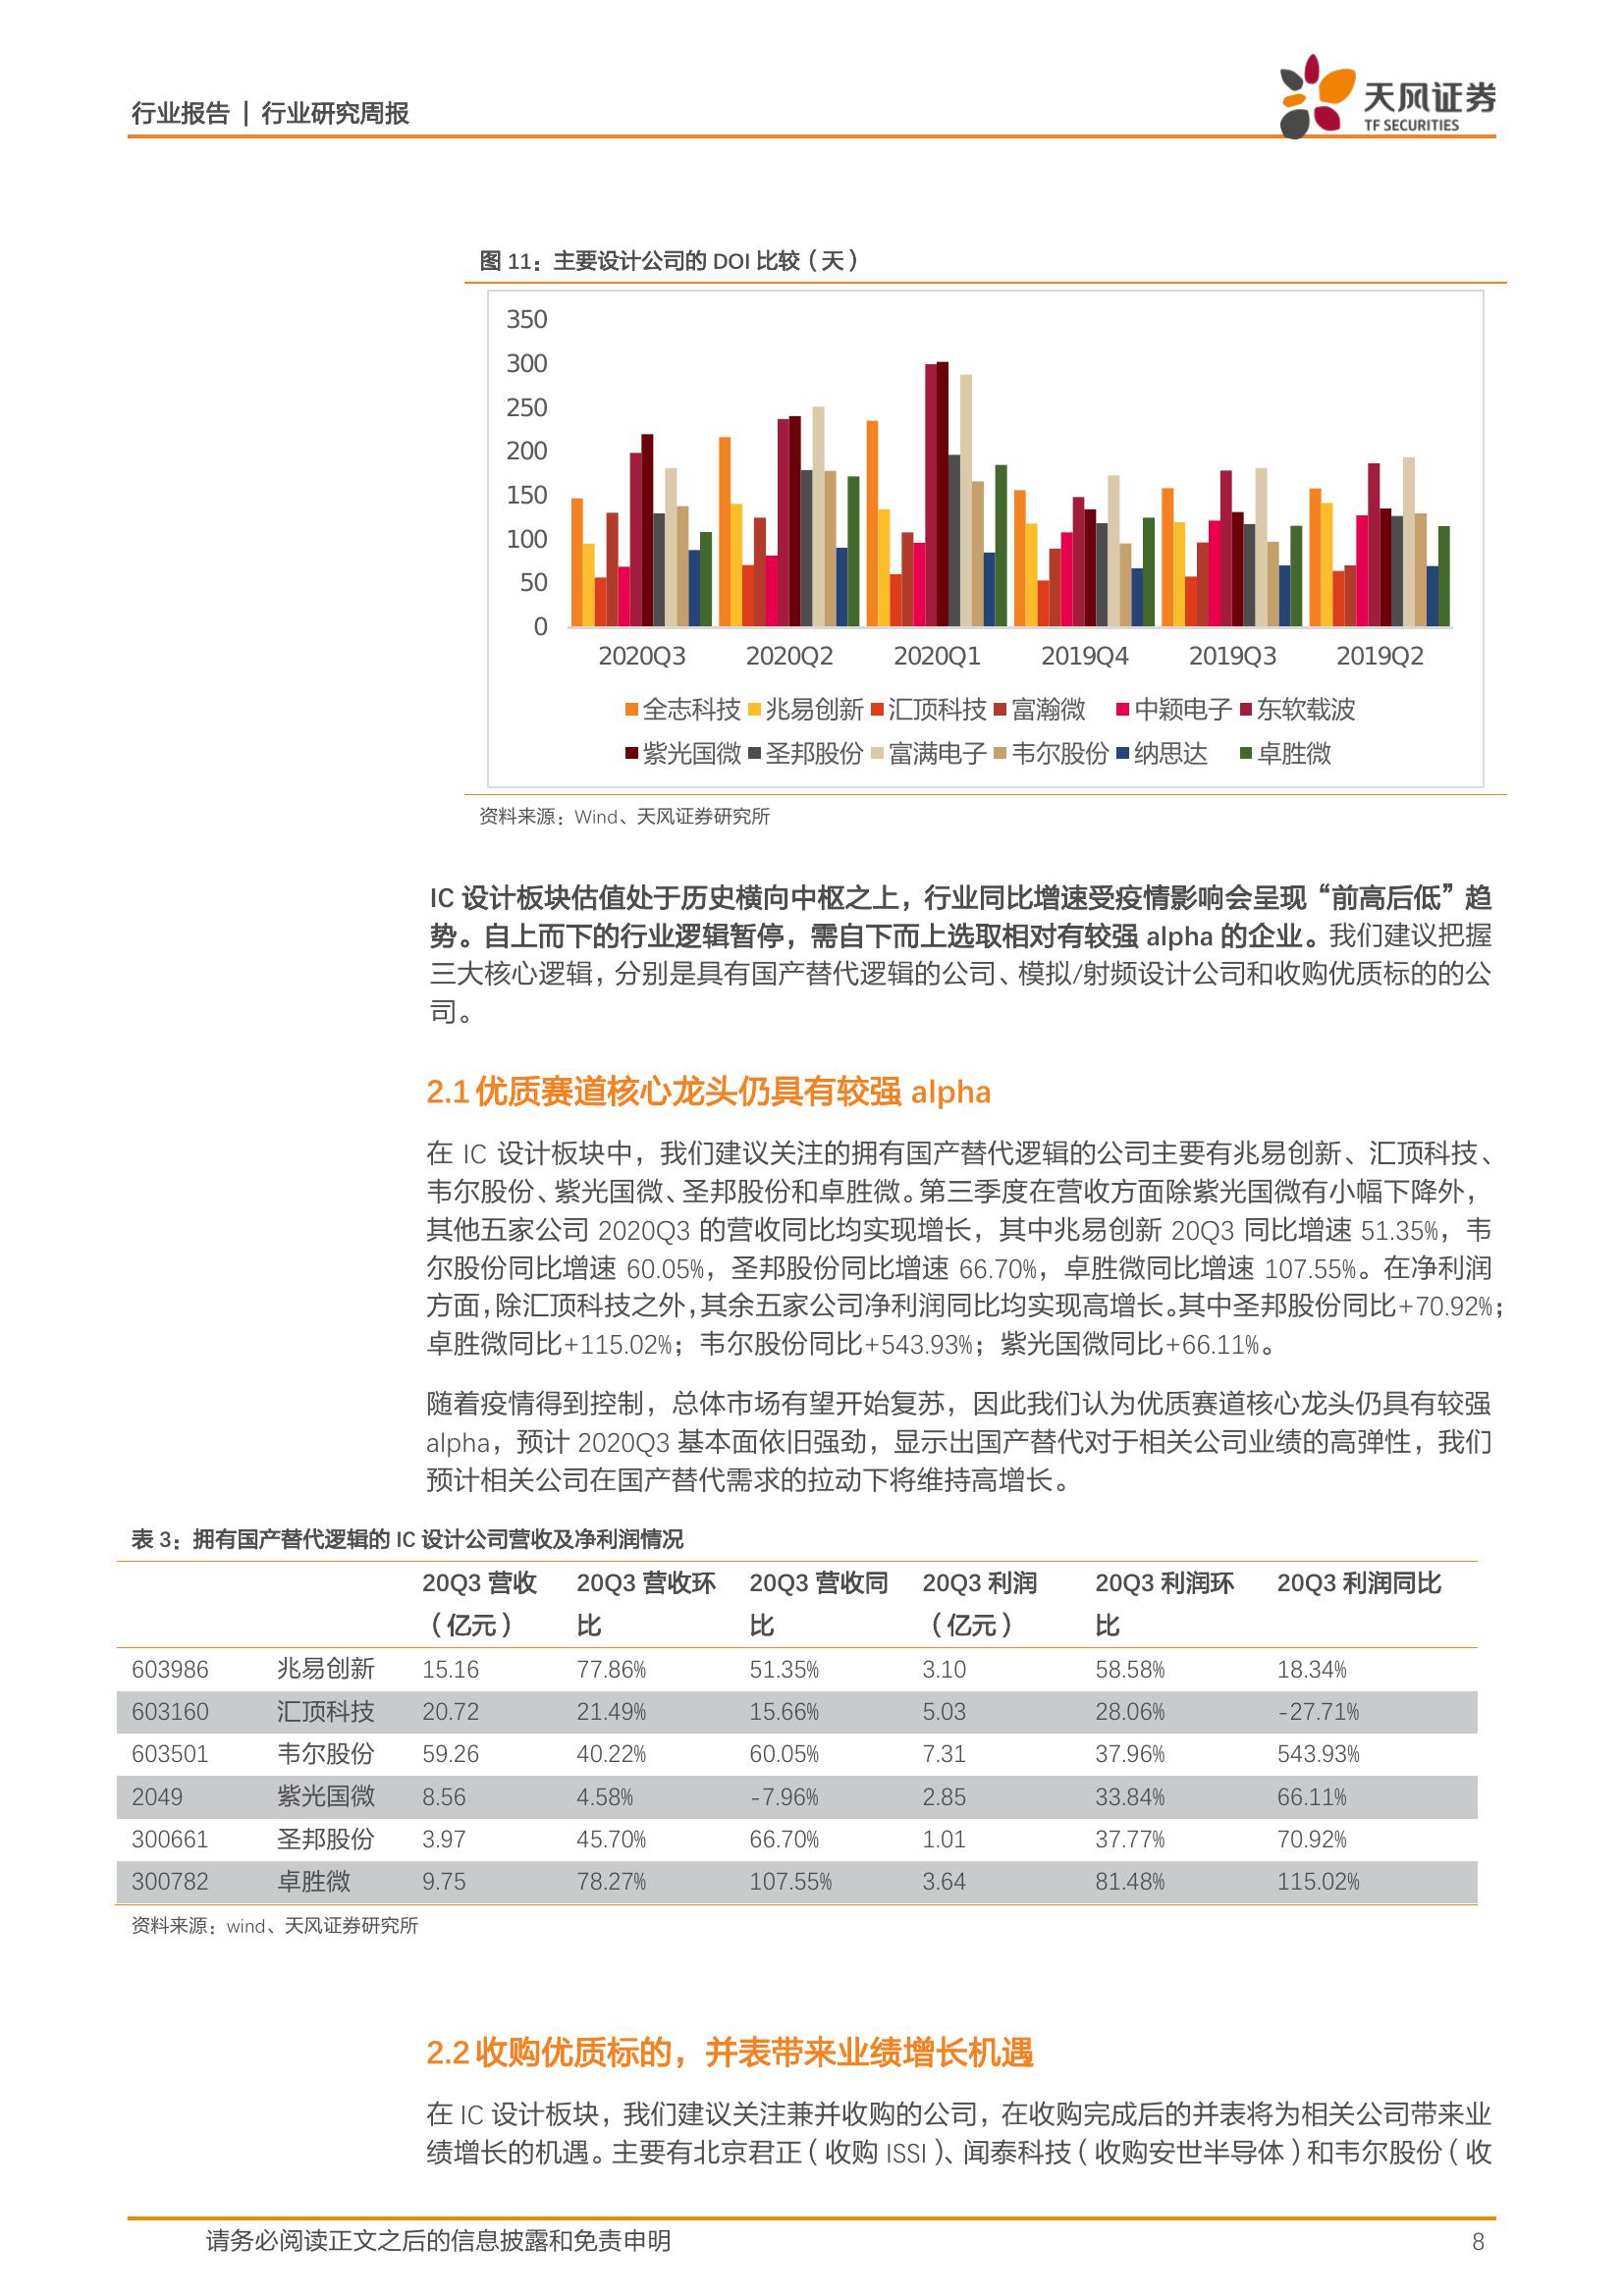 行业报告 | 行业研究周报
天风证券
TF SECURITIES
图 11：主要设计公司的 DOI 比较（天）
350
300
250
200
150
100
50
0
2020Q3 2020Q2 2020Q1 2019Q4 2019Q3 2019Q2
全志科技 兆易创新 汇顶科技 富瀚微 中颖电子 东软载波
紫光国微 圣邦股份 富满电子 韦尔股份 纳思达 卓胜微
资料来源：Wind、天风证券研究所
IC 设计板块估值处于历史横向中枢之上，行业同比增速受疫情影响会呈现“前高后低”趋
势。自上而下的行业逻辑暂停，需自下而上选取相对有较强 alpha 的企业。我们建议把握
三大核心逻辑，分别是具有国产替代逻辑的公司、模拟/射频设计公司和收购优质标的的公
司。
2.1 优质赛道核心龙头仍具有较强 alpha
在 IC 设计板块中，我们建议关注的拥有国产替代逻辑的公司主要有兆易创新、汇顶科技、
韦尔股份、紫光国微、圣邦股份和卓胜微。第三季度在营收方面除紫光国微有小幅下降外，
其他五家公司 2020Q3 的营收同比均实现增长，其中兆易创新 20Q3 同比增速 51.35%，韦
尔股份同比增速 60.05%，圣邦股份同比增速 66.70%，卓胜微同比增速 107.55%。在净利润
方面，除汇顶科技之外，其余五家公司净利润同比均实现高增长。其中圣邦股份同比+70.92%；
卓胜微同比+115.02%；韦尔股份同比+543.93%；紫光国微同比+66.11%。
随着疫情得到控制，总体市场有望开始复苏，因此我们认为优质赛道核心龙头仍具有较强
alpha，预计 2020Q3 基本面依旧强劲，显示出国产替代对于相关公司业绩的高弹性，我们
预计相关公司在国产替代需求的拉动下将维持高增长。
表 3：拥有国产替代逻辑的 IC 设计公司营收及净利润情况
20Q3 营收 20Q3 营收环 20Q3 营收同 20Q3 利润 20Q3 利润环 20Q3 利润同比
（亿元） 比 比 （亿元） 比
603986 兆易创新 15.16 77.86% 51.35% 3.10 58.58% 18.34%
603160 汇顶科技 20.72 21.49% 15.66% 5.03 28.06% -27.71%
603501 韦尔股份 59.26 40.22% 60.05% 7.31 37.96% 543.93%
2049 紫光国微 8.56 4.58% -7.96% 2.85 33.84% 66.11%
300661 圣邦股份 3.97 45.70% 66.70% 1.01 37.77% 70.92%
300782 卓胜微 9.75 78.27% 107.55% 3.64 81.48% 115.02%
资料来源：wind、天风证券研究所
2.2 收购优质标的，并表带来业绩增长机遇
在 IC 设计板块，我们建议关注兼并收购的公司，在收购完成后的并表将为相关公司带来业
绩增长的机遇。主要有北京君正（收购 ISSI）、闻泰科技（收购安世半导体）和韦尔股份（收
请务必阅读正文之后的信息披露和免责申明 8